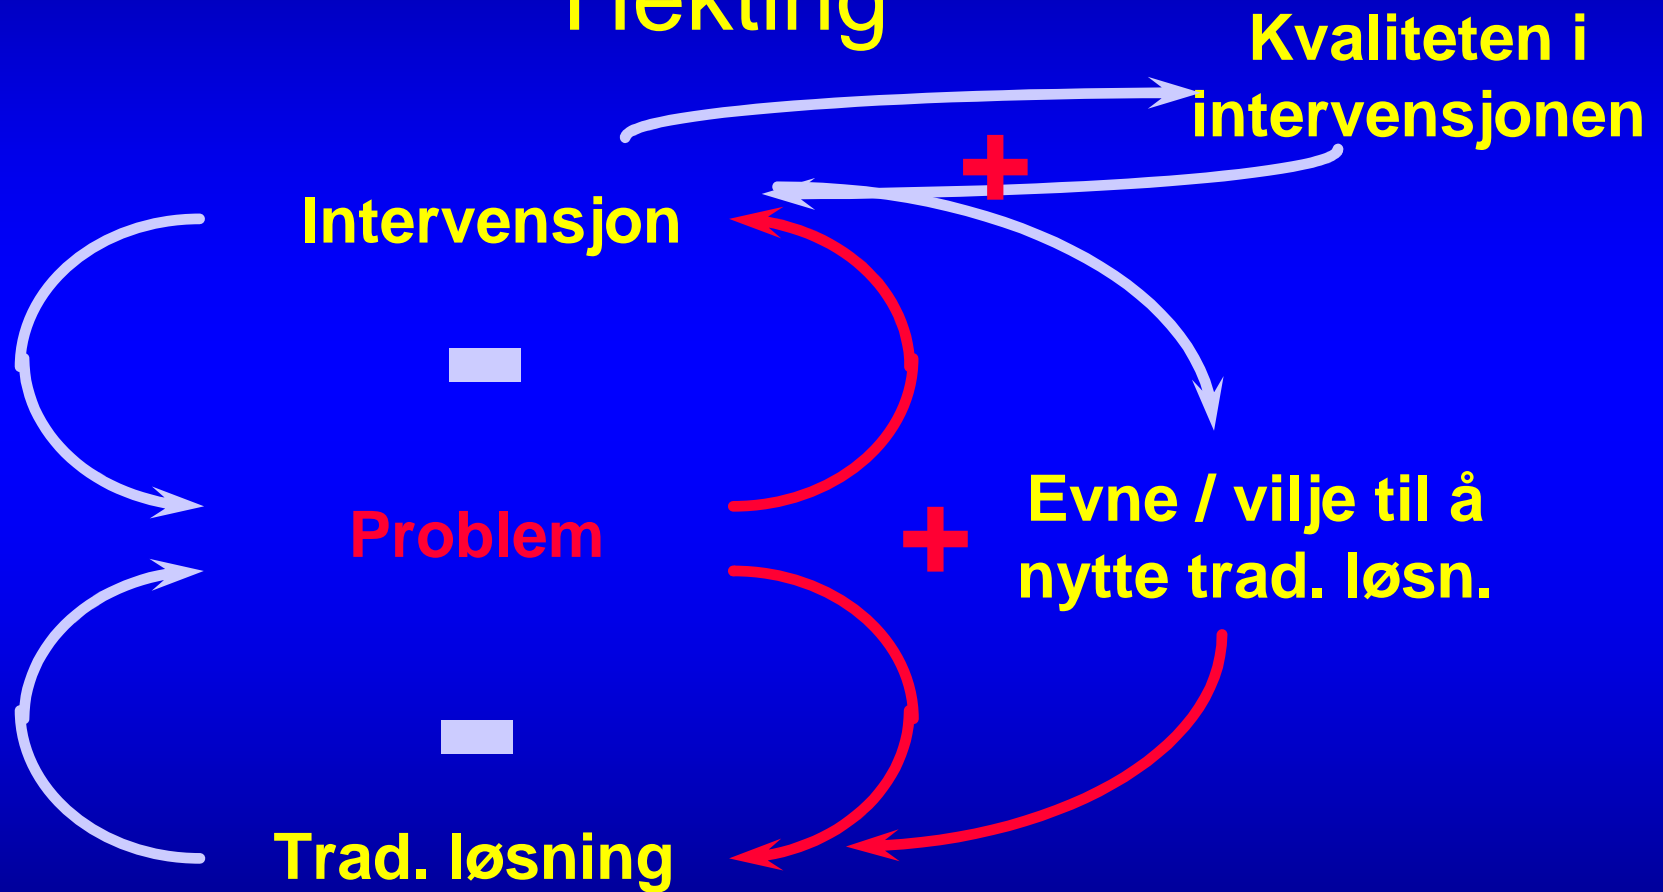 Kvaliteten i
intervensjonen
Intervensjon
Evne / vilje til å
nytte trad. løsn.
Problem
Trad. løsning